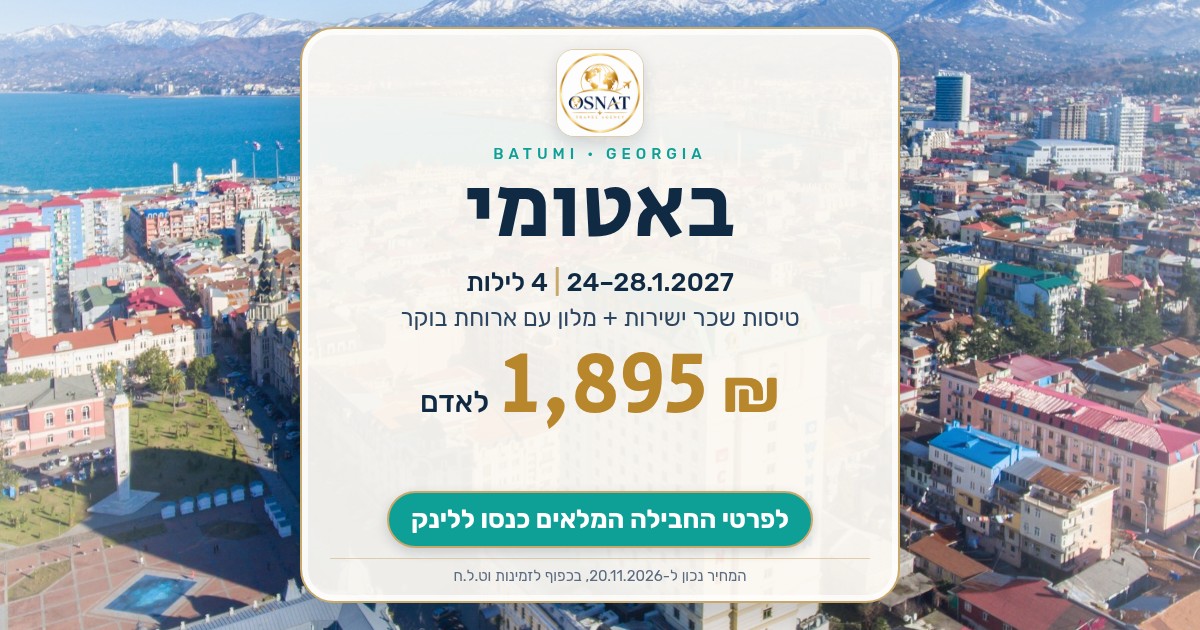 OSNAT
TRAVEL AGENCY
BATUMI • GEORGIA
באטומי
24–28.1.2027 | 4 לילות
טיסות שכר ישירות + מלון עם ארוחת בוקר
₪ 1,895 לאדם
לפרטי החבילה המלאים כנסו ללינק
המחיר נכון ל-20.11.2026, בכפוף לזמינות וט.ל.ח